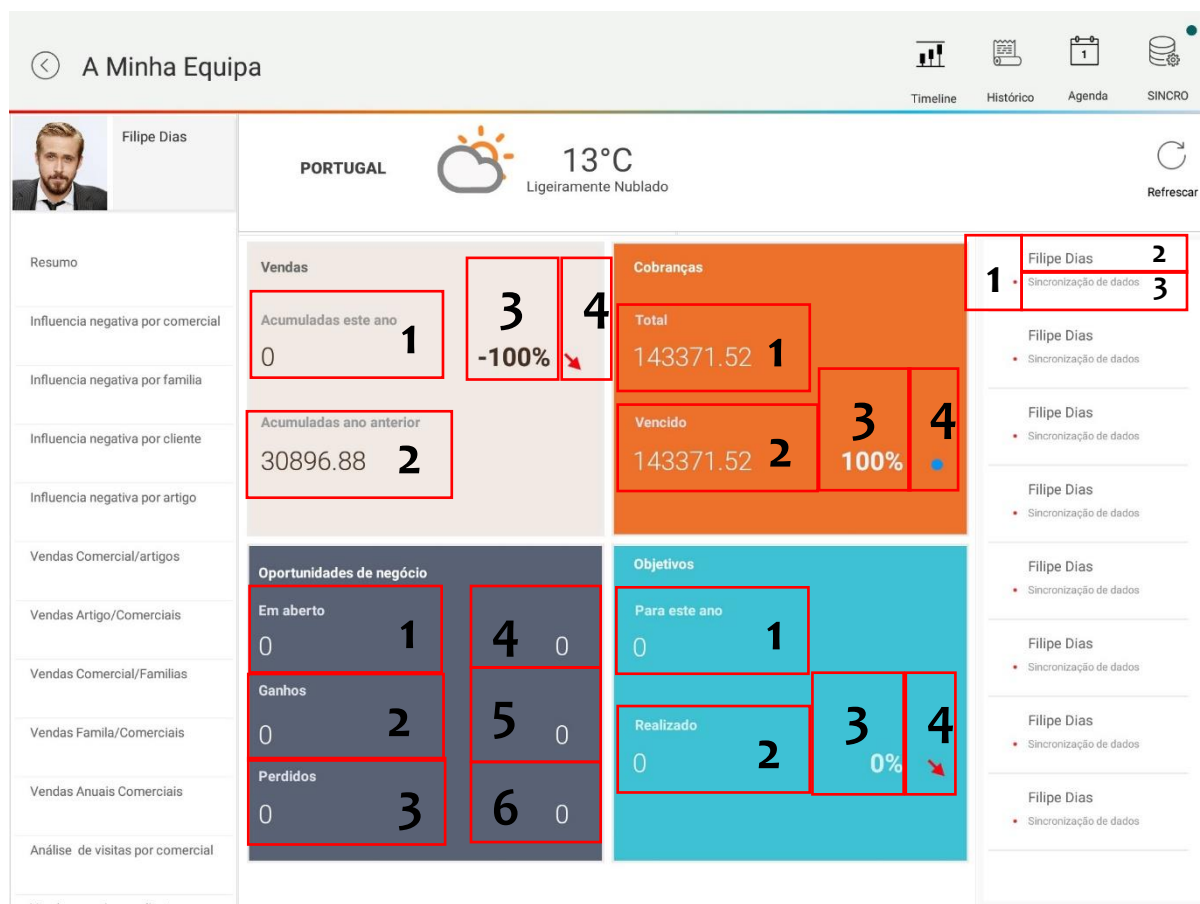 A Minha Equipa
Timeline
Histórico
1
Agenda
SINCRO
Filipe Dias
PORTUGAL
13°C
Ligeiramente Nublado
Refrescar
Resumo
Influencia negativa por comercial
Influencia negativa por familia
Influencia negativa por cliente
Influencia negativa por artigo
Vendas Comercial/artigos
Vendas Artigo/Comerciais
Vendas Comercial/Familias
Vendas Famila/Comerciais
Vendas Anuais Comerciais
Análise de visitas por comercial
Vendas
Acumuladas este ano
0
1
3
-100%
4
Acumuladas ano anterior
30896.88
2
Cobranças
Total
143371.52
1
Vencido
143371.52
2
3
100%
4
Oportunidades de negócio
Em aberto
0
1
4
0
Ganhos
0
2
5
0
Perdidos
0
3
6
0
Objetivos
Para este ano
0
1
Realizado
0
2
3
0%
4
1
Filipe Dias
2
Sincronização de dados
3
Filipe Dias
Sincronização de dados
Filipe Dias
Sincronização de dados
Filipe Dias
Sincronização de dados
Filipe Dias
Sincronização de dados
Filipe Dias
Sincronização de dados
Filipe Dias
Sincronização de dados
Filipe Dias
Sincronização de dados